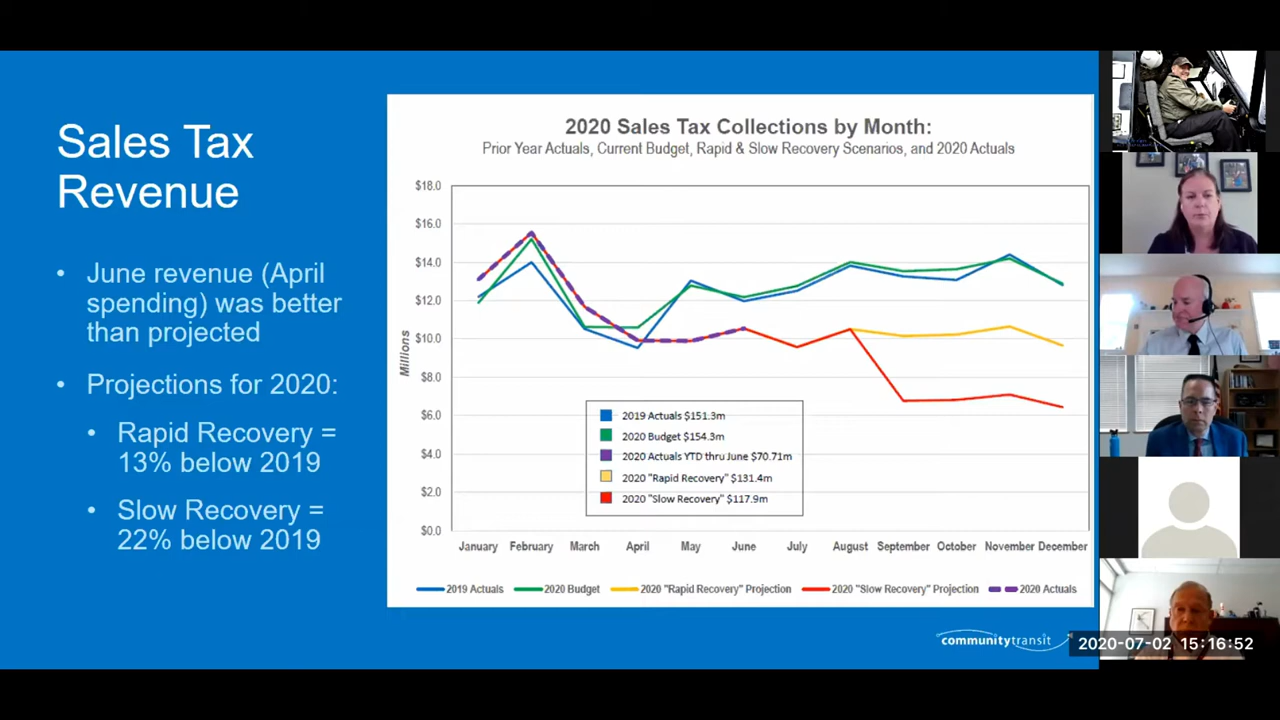 Sales Tax
Revenue
• June revenue (April
spending) was better
than projected
• Projections for 2020:
• Rapid Recovery =
13% below 2019
• Slow Recovery =
22% below 2019
2020 Sales Tax Collections by Month:
Prior Year Actuals, Current Budget, Rapid & Slow Recovery Scenarios, and 2020 Actuals
$18.0
$16.0
$14.0
$12.0
$10.0
$8.0
$6.0
$4.0
$2.0
$0.0
Millions
2019 Actuals $151.3m
2020 Budget $154.3m
2020 Actuals YTD thru June $70.71m
2020 "Rapid Recovery" $131.4m
2020 "Slow Recovery" $117.9m
January February March April May June July August September October November December
2019 Actuals 2020 Budget 2020 "Rapid Recovery" Projection 2020 "Slow Recovery" Projection 2020 Actuals
communitytransit
2020-07-02 15:16:52